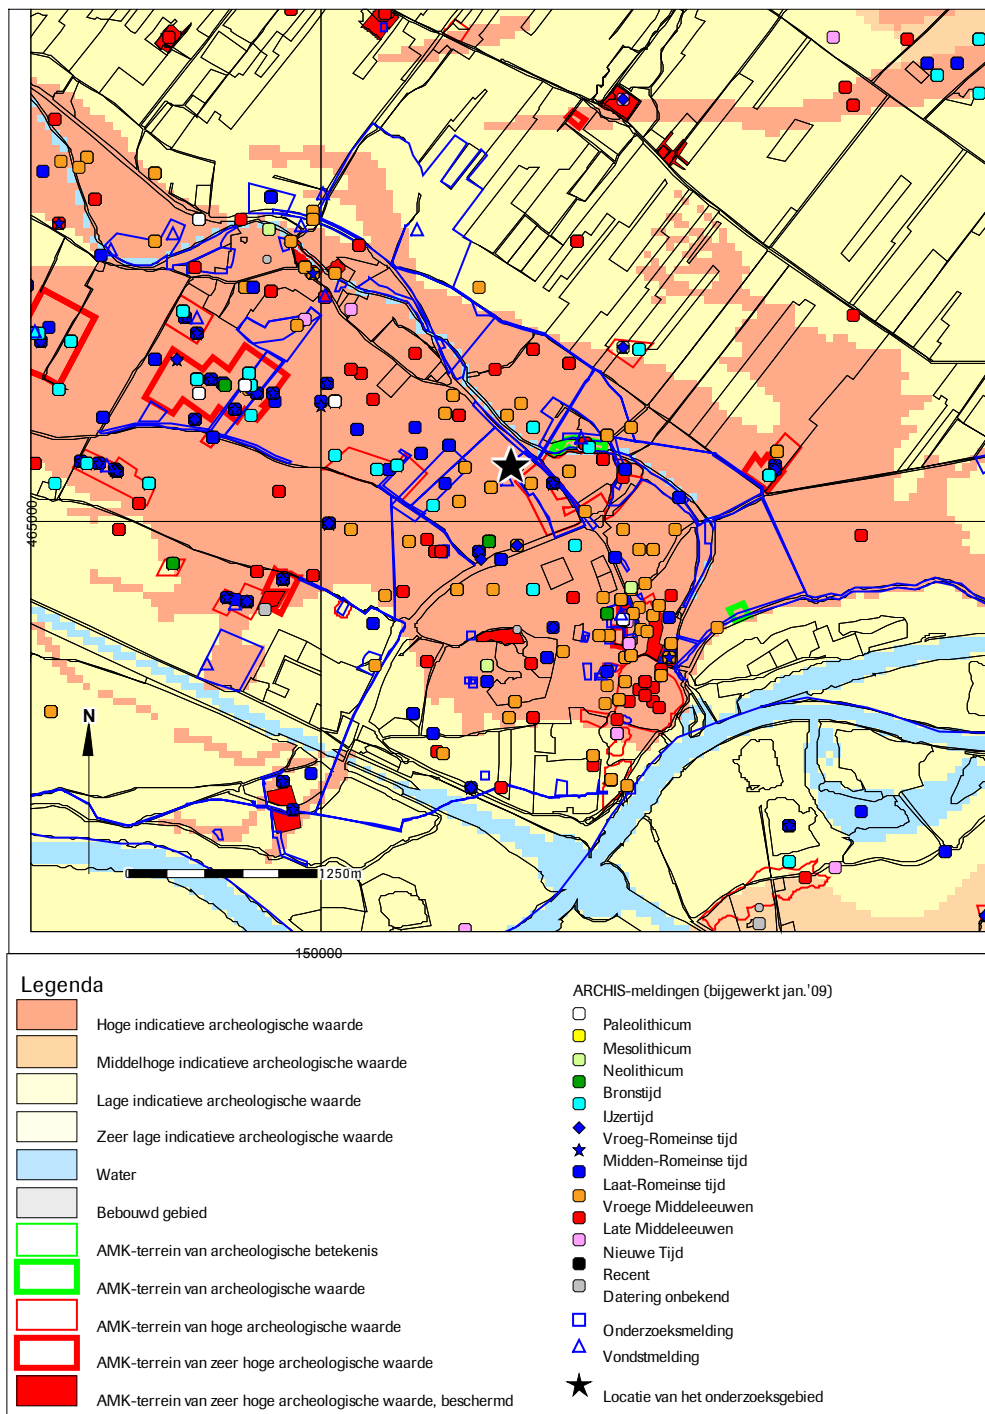 465000
N
1250m
150000
Legenda
Hoge indicatieve archeologische waarde
Middelhoge indicatieve archeologische waarde
Lage indicatieve archeologische waarde
Zeer lage indicatieve archeologische waarde
Water
Bebouwd gebied
AMK-terrein van archeologische betekenis
AMK-terrein van archeologische waarde
AMK-terrein van hoge archeologische waarde
AMK-terrein van zeer hoge archeologische waarde
AMK-terrein van zeer hoge archeologische waarde, beschermd
ARCHIS-meldingen (bijgewerkt jan.'09)
Paleolithicum
Mesolithicum
Neolithicum
Bronstijd
IJzertijd
Vroeg-Romeinse tijd
Midden-Romeinse tijd
Laat-Romeinse tijd
Vroege Middeleeuwen
Late Middeleeuwen
Nieuwe Tijd
Recent
Datering onbekend
Onderzoeksmelding
Vondstmelding
Locatie van het onderzoeksgebied